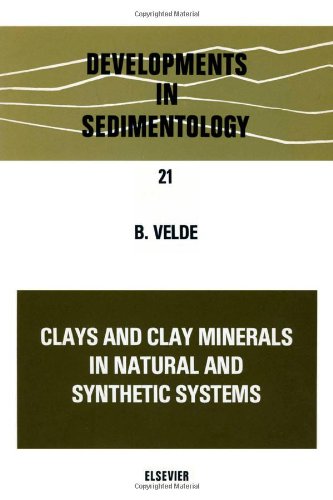 DEVELOPMENTS
IN
SEDIMENTOLOGY
21
B. VELDE
CLAYS AND CLAY MINERALS
IN NATURAL AND
SYNTHETIC SYSTEMS
ELSEVIER